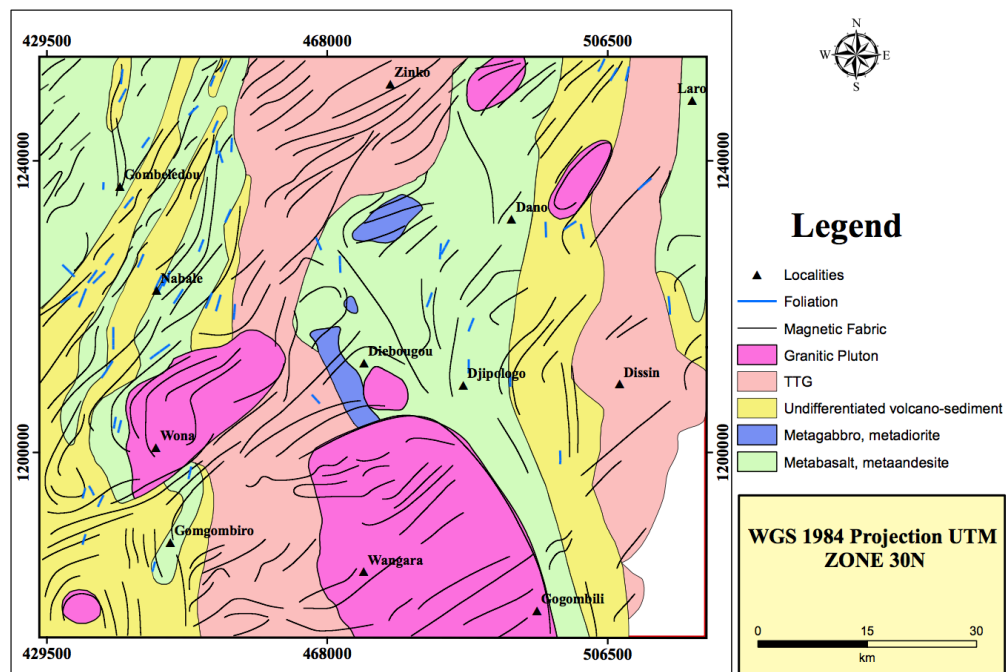 429500 468000 506500
N
W E
S
Zinko
Laro
1240000 1240000
Gombelédou
Dano
Legend
Nabale
Localities
Foliation
Magnetic Fabric
Granitic Pluton
Diebougou
Djipologo
Dissin
TTG
Undifferentiated volcano-sediment
Wona
Metagabbro, metadiorite
1200000 1200000
Metabasalt, metaandesite
Gomgombiro
WGS 1984 Projection UTM
ZONE 30N
Wangara
Gogombili
0 15 30
km
429500 468000 506500